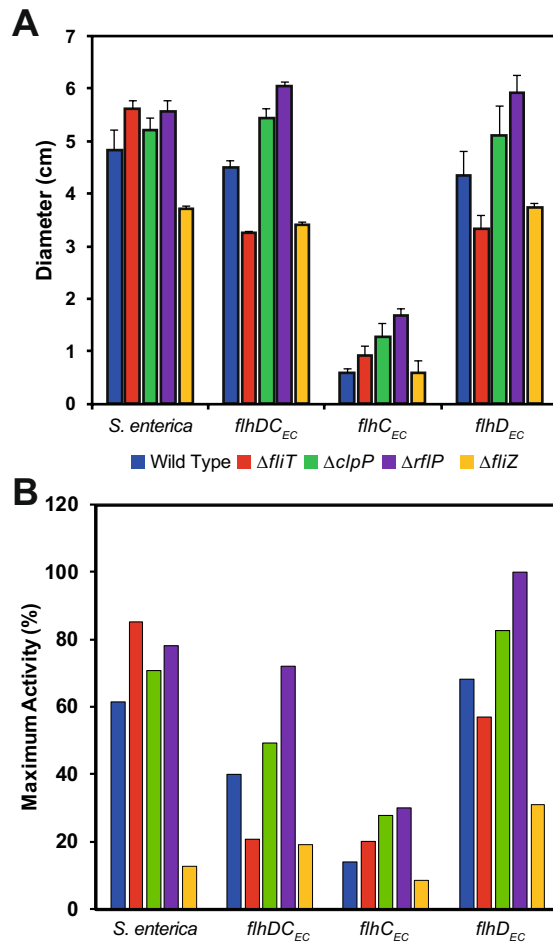 A
Diameter (cm)
7
6
5
4
3
2
1
0
S. enterica flhDC_EC flhC_EC flhD_EC
Wild Type ΔfliT ΔclpP ΔrflP ΔfliZ
B
Maximum Activity (%)
120
100
80
60
40
20
0
S. enterica flhDC_EC flhC_EC flhD_EC